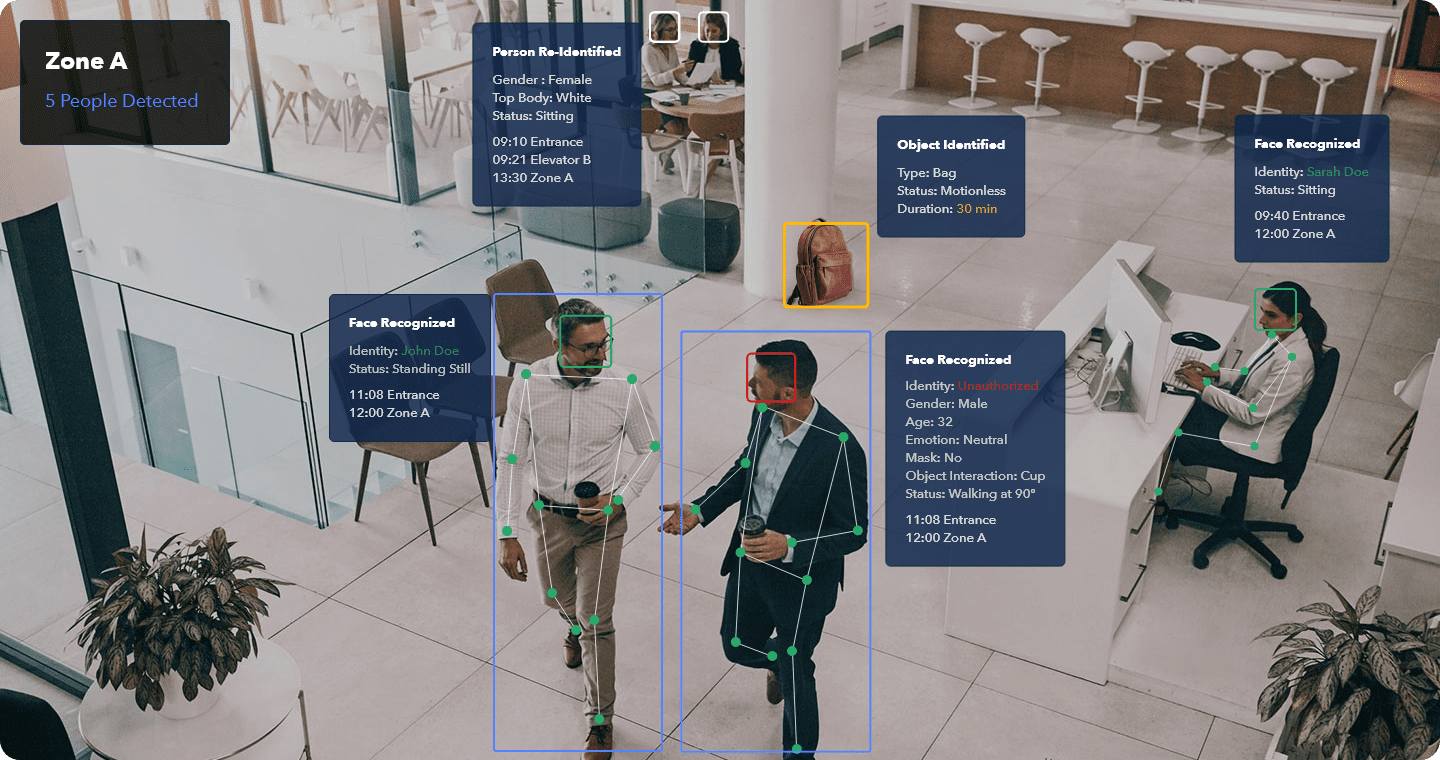 Zone A
5 People Detected
Person Re-Identified
Gender : Female
Top Body: White
Status: Sitting
09:10 Entrance
09:21 Elevator B
13:30 Zone A
Object Identified
Type: Bag
Status: Motionless
Duration: 30 min
Face Recognized
Identity: Sarah Doe
Status: Sitting
09:40 Entrance
12:00 Zone A
Face Recognized
Identity: John Doe
Status: Standing Still
11:08 Entrance
12:00 Zone A
Face Recognized
Identity: Unauthorized
Gender: Male
Age: 32
Emotion: Neutral
Mask: No
Object Interaction: Cup
Status: Walking at 90°
11:08 Entrance
12:00 Zone A